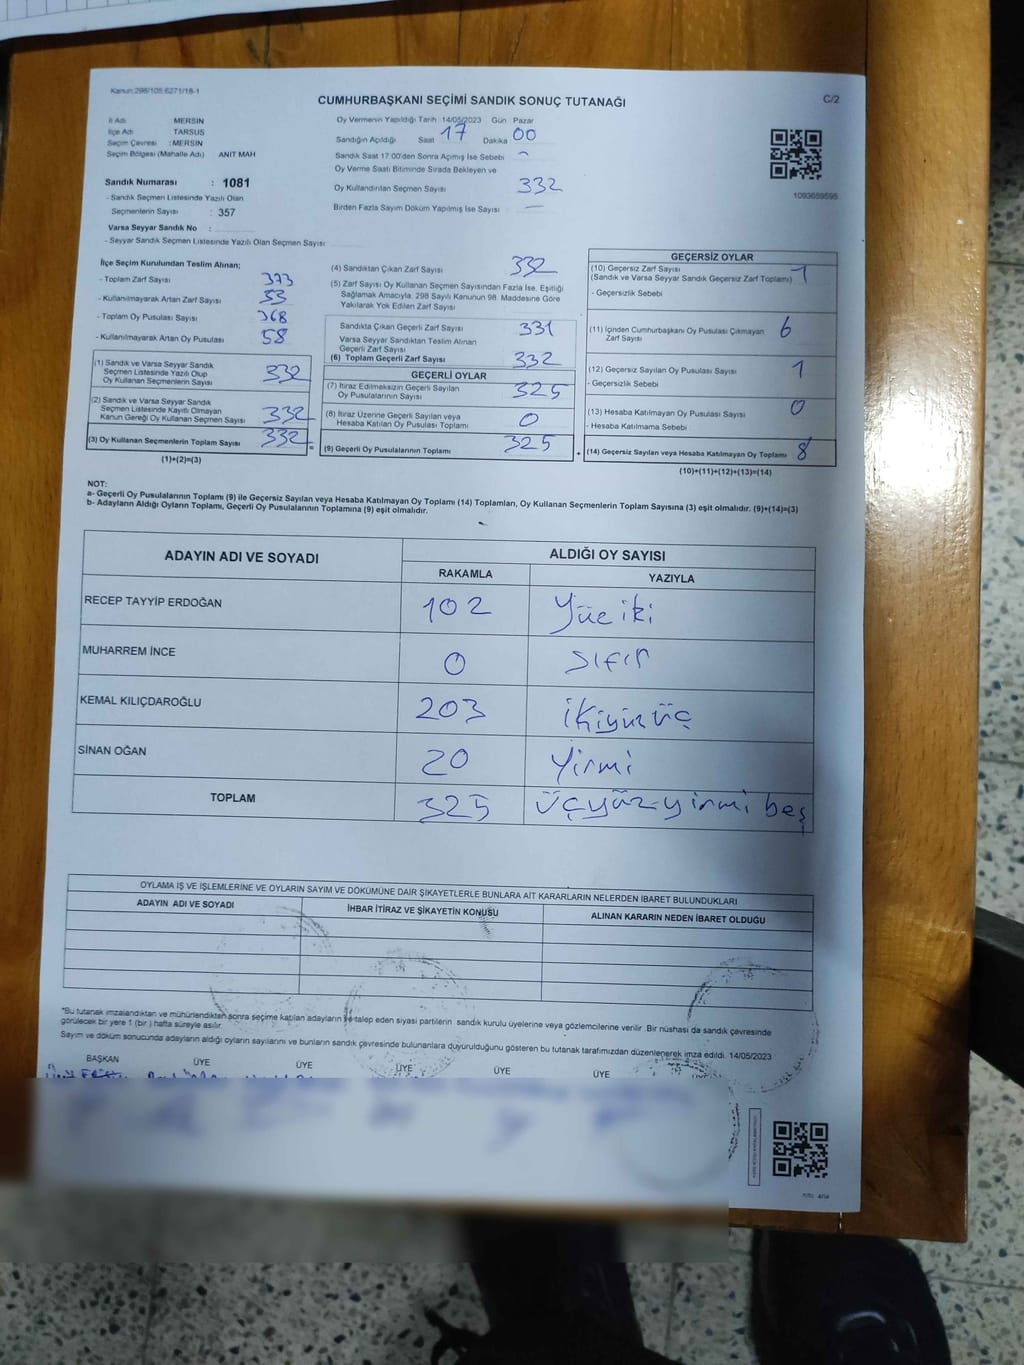 Kanun:298/105 6271/18-1
CUMHURBAŞKANI SEÇİMİ SANDIK SONUÇ TUTANAĞI
C/2
İl Adı MERSİN
İlçe Adı TARSUS
Seçim Çevresi : MERSİN
Seçim Bölgesi (Mahalle Adı) ANIT MAH
Sandık Numarası : 1081
- Sandık Seçmen Listesinde Yazılı Olan
Seçmenlerin Sayısı : 357
Varsa Seyyar Sandık No :
- Seyyar Sandık Seçmen Listesinde Yazılı Olan Seçmen Sayısı
Oy Vermenin Yapıldığı Tarih 14/05/2023 Gün Pazar
Sandığın Açıldığı Saat 17 Dakika 00
Sandık Saat 17:00'den Sonra Açılmış İse Sebebi
Oy Verme Saati Bitiminde Sırada Bekleyen ve
Oy Kullandırılan Seçmen Sayısı 332
Birden Fazla Sayım Döküm Yapılmış İse Sayısı —
1093659595
İlçe Seçim Kurulundan Teslim Alınan;
- Toplam Zarf Sayısı 373
- Kullanılmayarak Artan Zarf Sayısı 33
- Toplam Oy Pusulası Sayısı 368
- Kullanılmayarak Artan Oy Pusulası 58
(1) Sandık ve Varsa Seyyar Sandık
Seçmen Listesinde Yazılı Olup
Oy Kullanan Seçmenlerin Sayısı 332
(2) Sandık ve Varsa Seyyar Sandık
Seçmen Listesinde Kayıtlı Olmayan
Kanun Gereği Oy Kullanan Seçmen Sayısı 332
(3) Oy Kullanan Seçmenlerin Toplam Sayısı 332 =
(1)+(2)=(3)
(4) Sandıktan Çıkan Zarf Sayısı 332
(5) Zarf Sayısı Oy Kullanan Seçmen Sayısından Fazla İse, Eşitliği
Sağlamak Amacıyla, 298 Sayılı Kanunun 98. Maddesine Göre
Yakılarak Yok Edilen Zarf Sayısı
Sandıkta Çıkan Geçerli Zarf Sayısı 331
Varsa Seyyar Sandıktan Teslim Alınan
Geçerli Zarf Sayısı
(6) Toplam Geçerli Zarf Sayısı 332
GEÇERLİ OYLAR
(7) İtiraz Edilmeksizin Geçerli Sayılan
Oy Pusulalarının Sayısı 325
(8) İtiraz Üzerine Geçerli Sayılan veya
Hesaba Katılan Oy Pusulası Toplamı 0
(9) Geçerli Oy Pusulalarının Toplamı 325 +
GEÇERSİZ OYLAR
(10) Geçersiz Zarf Sayısı 1
(Sandık ve Varsa Seyyar Sandık Geçersiz Zarf Toplamı)
- Geçersizlik Sebebi
(11) İçinden Cumhurbaşkanı Oy Pusulası Çıkmayan
Zarf Sayısı 6
(12) Geçersiz Sayılan Oy Pusulası Sayısı 1
- Geçersizlik Sebebi
(13) Hesaba Katılmayan Oy Pusulası Sayısı 0
- Hesaba Katılmama Sebebi
(14) Geçersiz Sayılan veya Hesaba Katılmayan Oy Toplamı 8
(10)+(11)+(12)+(13)=(14)
NOT:
a- Geçerli Oy Pusulalarının Toplamı (9) ile Geçersiz Sayılan veya Hesaba Katılmayan Oy Toplamı (14) Toplamları, Oy Kullanan Seçmenlerin Toplam Sayısına (3) eşit olmalıdır. (9)+(14)=(3)
b- Adayların Aldığı Oyların Toplamı, Geçerli Oy Pusulalarının Toplamına (9) eşit olmalıdır.
ADAYIN ADI VE SOYADI ALDIĞI OY SAYISI
RAKAMLA YAZIYLA
RECEP TAYYİP ERDOĞAN 102 Yüz iki
MUHARREM İNCE 0 sıfır
KEMAL KILIÇDAROĞLU 203 ikiyüz üç
SİNAN OĞAN 20 Yirmi
TOPLAM 325 üçyüz-yirmi beş
OYLAMA İŞ VE İŞLEMLERİNE VE OYLARIN SAYIM VE DÖKÜMÜNE DAİR ŞİKAYETLERLE BUNLARA AİT KARARLARIN NELERDEN İBARET BULUNDUKLARI
ADAYIN ADI VE SOYADI İHBAR İTİRAZ VE ŞİKAYETİN KONUSU ALINAN KARARIN NEDEN İBARET OLDUĞU
"Bu tutanak imzalandıktan ve mühürlendikten sonra seçime katılan adayların ve talep eden siyasi partilerin sandık kurulu üyelerine veya gözlemcilerine verilir. Bir nüshası da sandık çevresinde
görülecek bir yere 1 (bir ) hafta süreyle asılır.
Sayım ve döküm sonucunda adayların aldığı oyların sayılarını ve bunların sandık çevresinde bulunanlara duyurulduğunu gösteren bu tutanak tarafımızdan düzenlenerek imza edildi. 14/05/2023
BAŞKAN ÜYE ÜYE ÜYE ÜYE ÜYE ÜYE